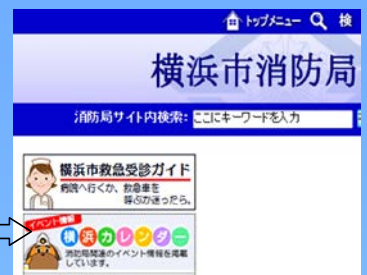 トップメニュー 検
横浜市消防局
消防局サイト内検索: ここにキーワードを入力
横浜市救急受診ガイド
病院へ行くか、救急車を
呼ぶか迷ったら。
イベント情報
横浜カレンダー
消防局関連のイベント情報を掲載
しています。